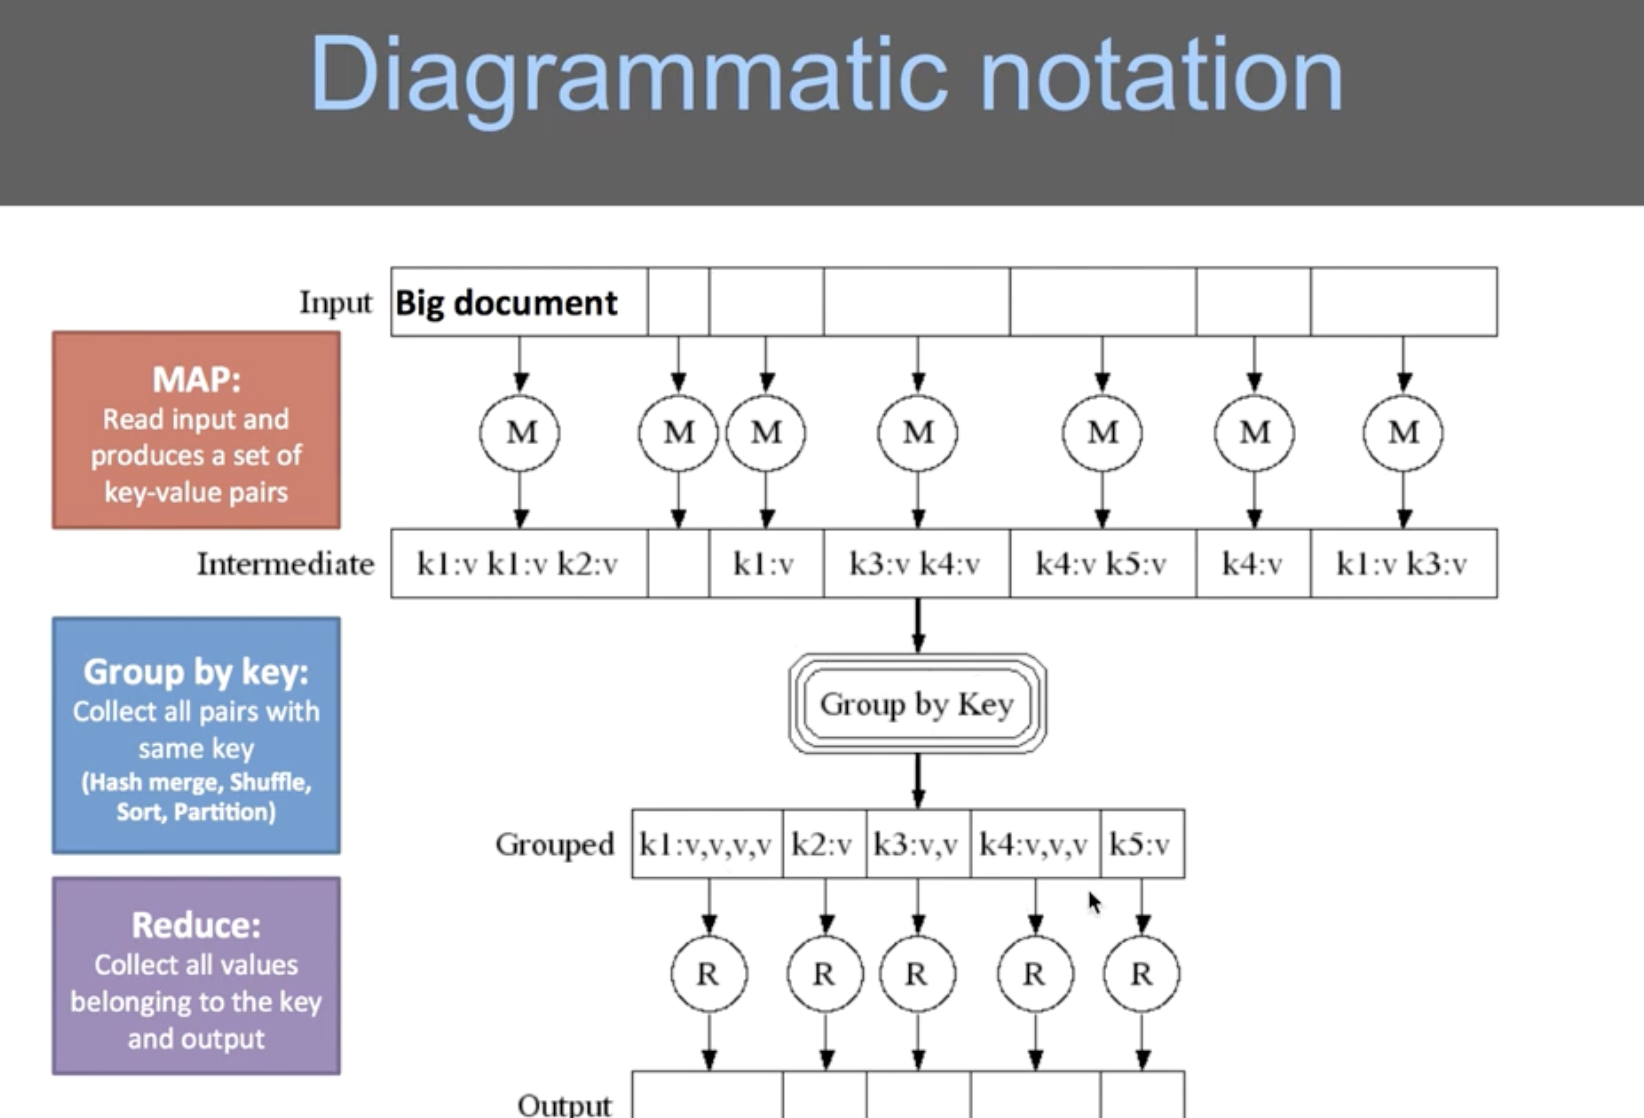 Diagrammatic notation
Input
Big document
MAP:
Read input and
produces a set of
key-value pairs
M M M M M M M
Intermediate
k1:v k1:v k2:v
k1:v
k3:v k4:v
k4:v k5:v
k4:v
k1:v k3:v
Group by key:
Collect all pairs with
same key
(Hash merge, Shuffle,
Sort, Partition)
Group by Key
Grouped
k1:v,v,v,v
k2:v
k3:v,v
k4:v,v,v
k5:v
Reduce:
Collect all values
belonging to the key
and output
R R R R R
Output